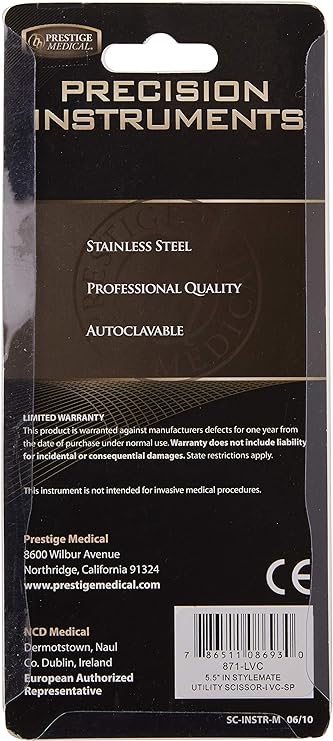 PRESTIGE
MEDICAL
PRECISION
INSTRUMENTS
STAINLESS STEEL
PROFESSIONAL QUALITY
AUTOCLAVABLE
LIMITED WARRANTY
This product is warranted against manufacturers defects for one year from
the date of purchase under normal use. Warranty does not include liability
for incidental or consequential damages. State restrictions apply.
This instrument is not intended for invasive medical procedures.
Prestige Medical
8600 Wilbur Avenue
Northridge, California 91324
www.prestigemedical.com
CE
NCD Medical
Dermotstown, Naul
Co. Dublin, Ireland
European Authorized
Representative
7 86511 08693 0
871-LVC
5.5" IN STYLEMATE
UTILITY SCISSOR-LVC-SP
SC-INSTR-M 06/10